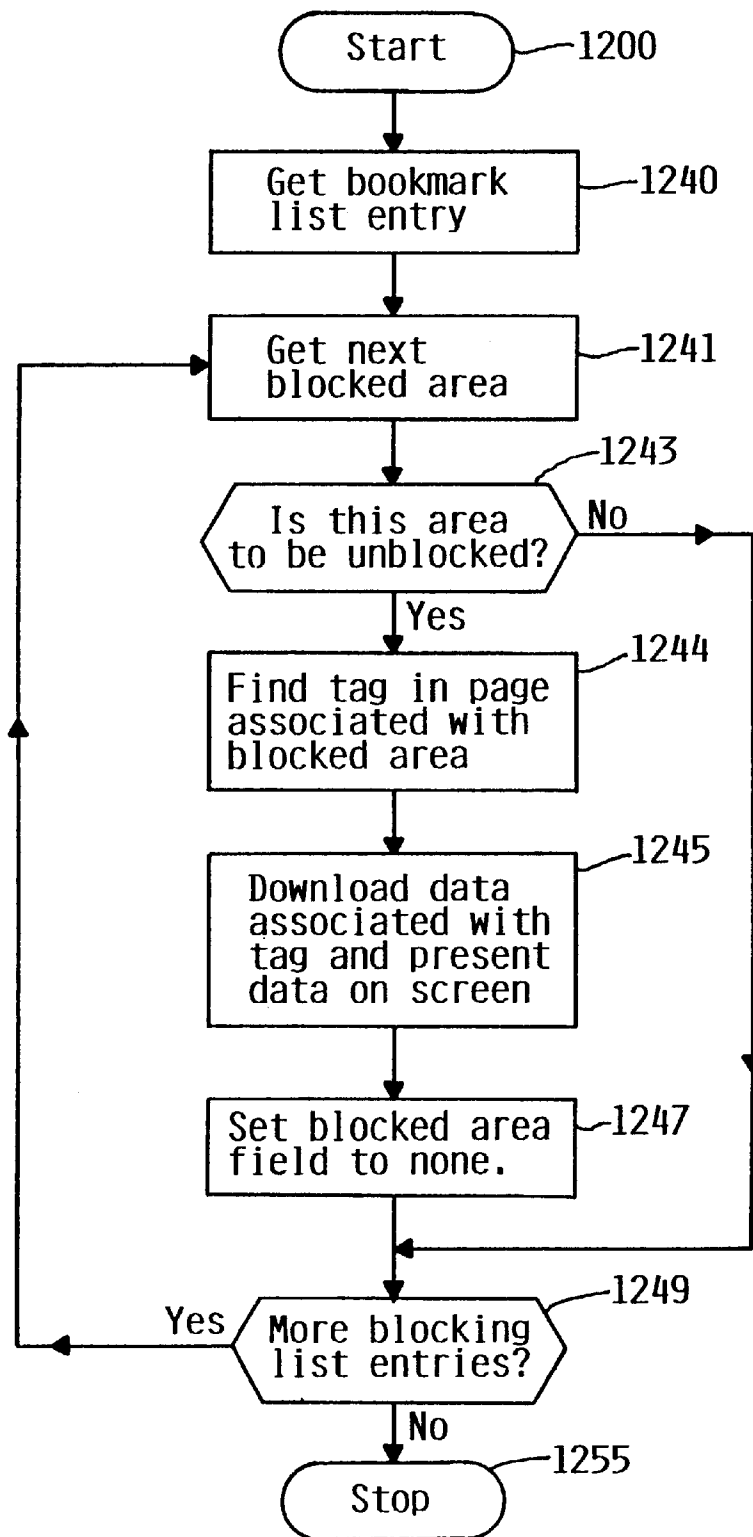 Start
1200
Get bookmark
list entry
1240
Get next
blocked area
1241
1243
Is this area
to be unblocked?
No
Yes
1244
Find tag in page
associated with
blocked area
1245
Download data
associated with
tag and present
data on screen
Set blocked area
field to none.
1247
1249
Yes
More blocking
list entries?
No
1255
Stop